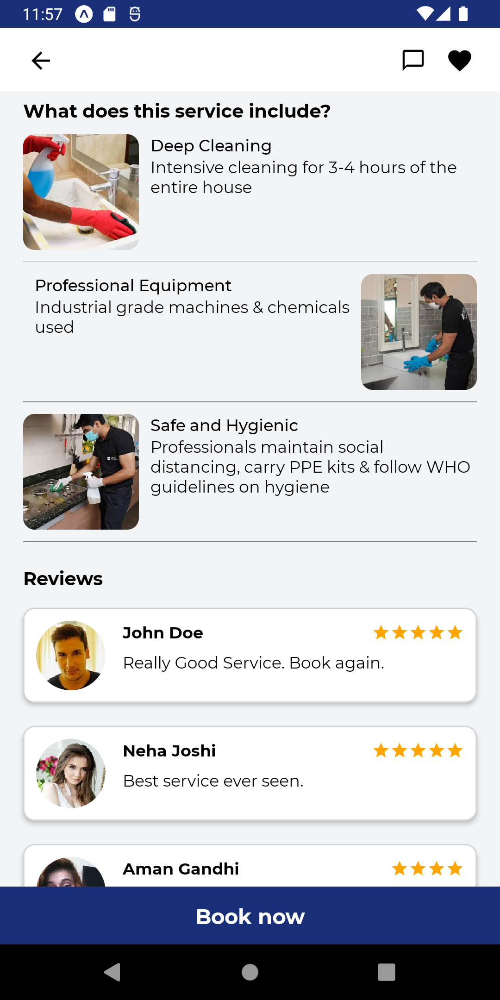 11:57
What does this service include?
Deep Cleaning
Intensive cleaning for 3-4 hours of the
entire house
Professional Equipment
Industrial grade machines & chemicals
used
Safe and Hygienic
Professionals maintain social
distancing, carry PPE kits & follow WHO
guidelines on hygiene
Reviews
John Doe
Really Good Service. Book again.
Neha Joshi
Best service ever seen.
Aman Gandhi
Book now